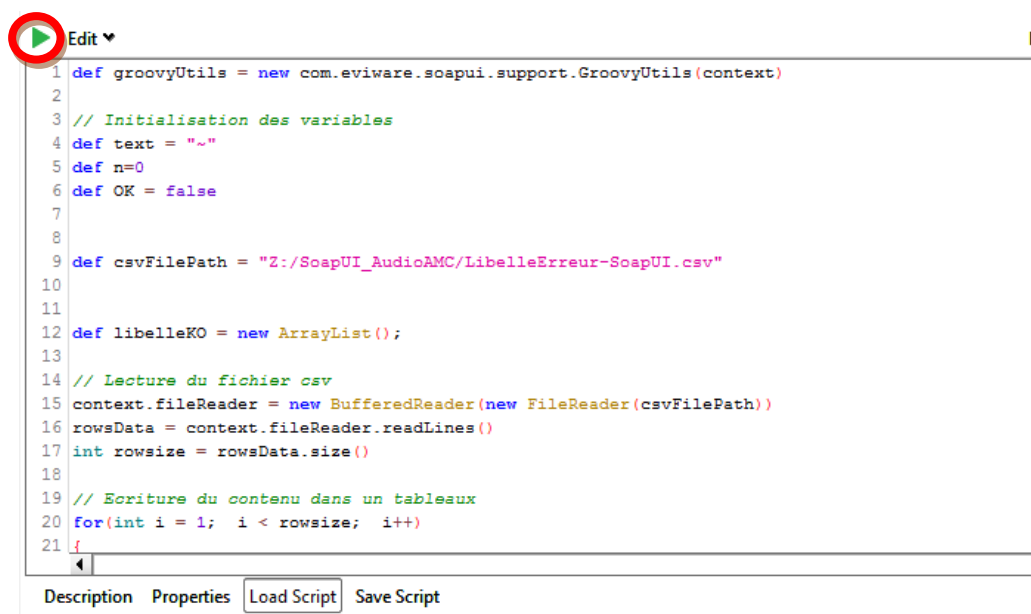 Edit
1 def groovyUtils = new com.eviware.soapui.support.GroovyUtils(context)
2
3 // Initialisation des variables
4 def text = "~"
5 def n=0
6 def OK = false
7
8
9 def csvFilePath = "Z:/SoapUI_AudioAMC/LibelleErreur-SoapUI.csv"
10
11
12 def libelleKO = new ArrayList();
13
14 // Lecture du fichier csv
15 context.fileReader = new BufferedReader(new FileReader(csvFilePath))
16 rowsData = context.fileReader.readLines()
17 int rowsize = rowsData.size()
18
19 // Ecriture du contenu dans un tableaux
20 for(int i = 1;  i < rowsize;  i++)
21 {
Description Properties Load Script Save Script